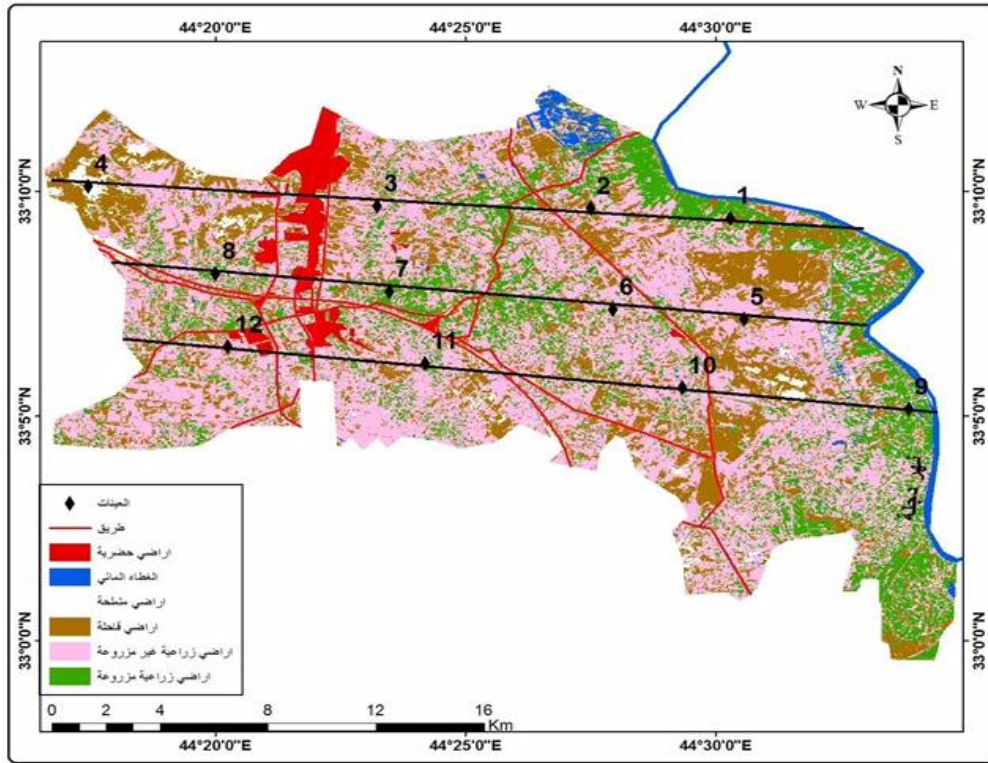 44°20'0"E 44°25'0"E 44°30'0"E
N
W E
S
33°10'0"N 33°10'0"N
4 3 2 1
8 7 6 5
12 11 10 9
33°5'0"N 33°5'0"N
33°0'0"N 33°0'0"N
العينات
طريق
اراضي حضرية
الغطاء المائي
اراضي متملحة
اراضي قاحلة
اراضي زراعية غير مزروعة
اراضي زراعية مزروعة
0 2 4 8 12 16
Km
44°20'0"E 44°25'0"E 44°30'0"E